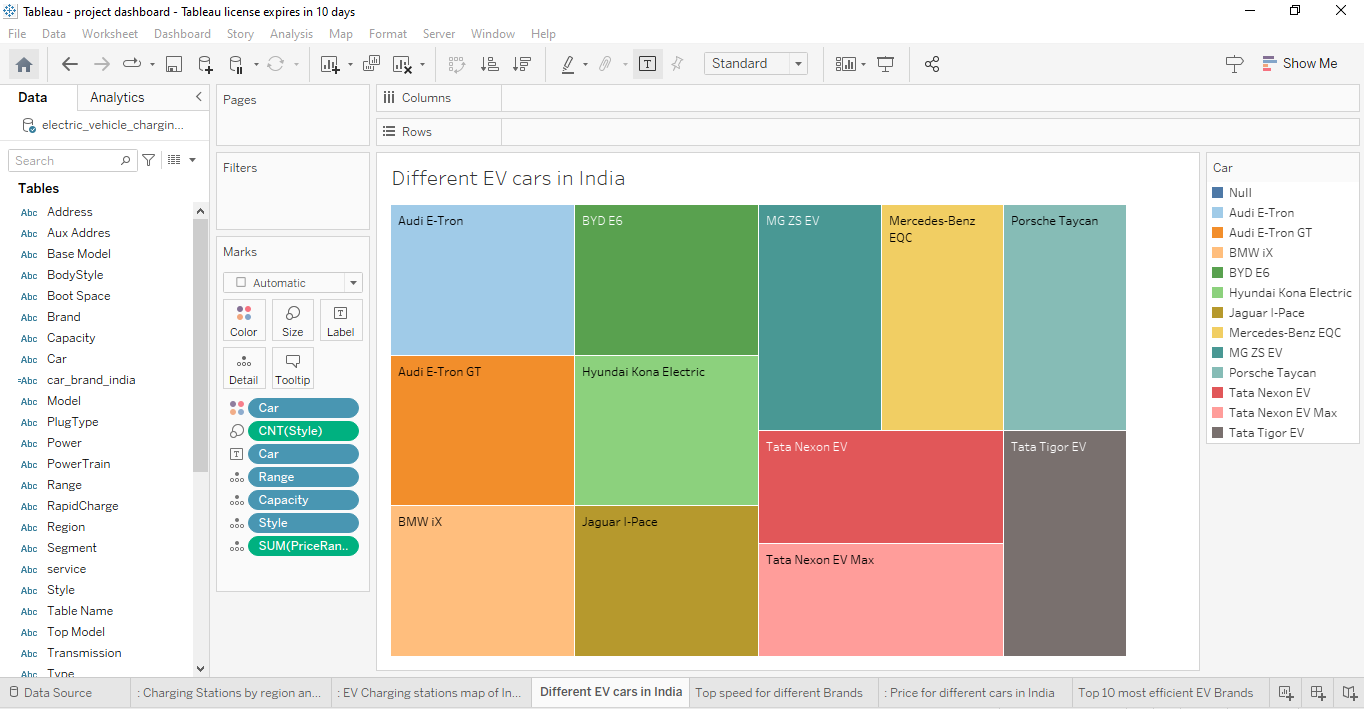 Tableau - project dashboard - Tableau license expires in 10 days
File Data Worksheet Dashboard Story Analysis Map Format Server Window Help
Standard
Show Me
Data Analytics
electric_vehicle_chargin...
Search
Tables
Abc Address
Abc Aux Addres
Abc Base Model
Abc BodyStyle
Abc Boot Space
Abc Brand
Abc Capacity
Abc Car
=Abc car_brand_india
Abc Model
Abc PlugType
Abc Power
Abc PowerTrain
Abc Range
Abc RapidCharge
Abc Region
Abc Segment
Abc service
Abc Style
Abc Table Name
Abc Top Model
Abc Transmission
Abc Type
Pages
Filters
Marks
Automatic
Color Size Label
Detail Tooltip
Car
CNT(Style)
Car
Range
Capacity
Style
SUM(PriceRan..
Columns
Rows
Different EV cars in India
Audi E-Tron
BYD E6
MG ZS EV
Mercedes-Benz
EQC
Porsche Taycan
Audi E-Tron GT
Hyundai Kona Electric
Tata Nexon EV
Tata Tigor EV
BMW iX
Jaguar I-Pace
Tata Nexon EV Max
Car
Null
Audi E-Tron
Audi E-Tron GT
BMW iX
BYD E6
Hyundai Kona Electric
Jaguar I-Pace
Mercedes-Benz EQC
MG ZS EV
Porsche Taycan
Tata Nexon EV
Tata Nexon EV Max
Tata Tigor EV
Data Source : Charging Stations by region an... : EV Charging stations map of In... Different EV cars in India Top speed for different Brands : Price for different cars in India Top 10 most efficient EV Brands